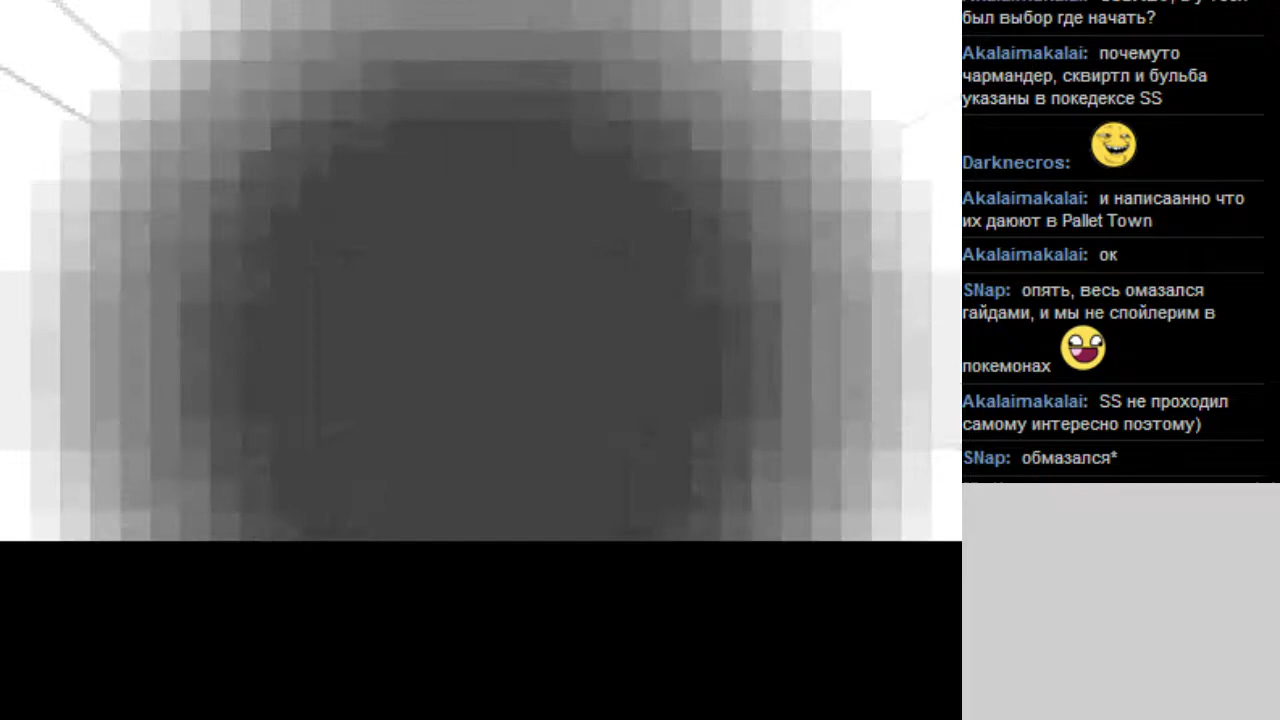 был выбор где начать?
Akalaimakalai: почемуто
чармандер, сквиртл и бульба
указаны в покедексе SS
Darknecros:
Akalaimakalai: и написаанно что
их даюют в Pallet Town
Akalaimakalai: ок
SNap: опять, весь омазался
гайдами, и мы не спойлерим в
покемонах
Akalaimakalai: SS не проходил
самому интересно поэтому)
SNap: обмазался*